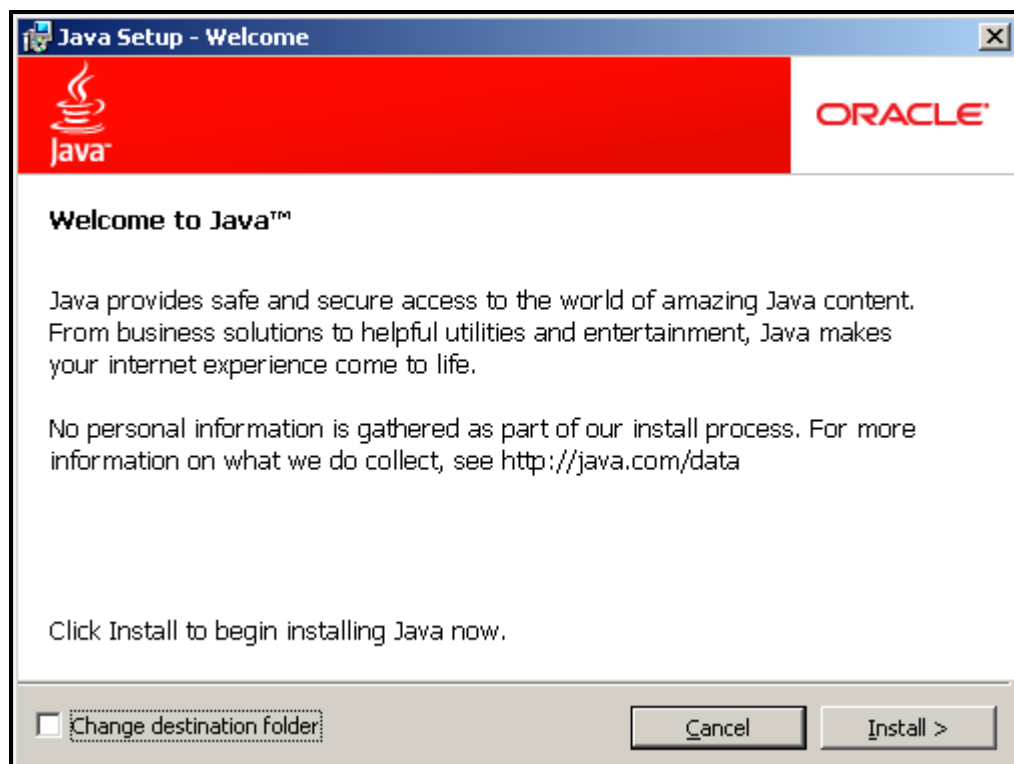 Java Setup - Welcome
Java™
ORACLE®
Welcome to Java™
Java provides safe and secure access to the world of amazing Java content.
From business solutions to helpful utilities and entertainment, Java makes
your internet experience come to life.
No personal information is gathered as part of our install process. For more
information on what we do collect, see http://java.com/data
Click Install to begin installing Java now.
Change destination folder
Cancel
Install >